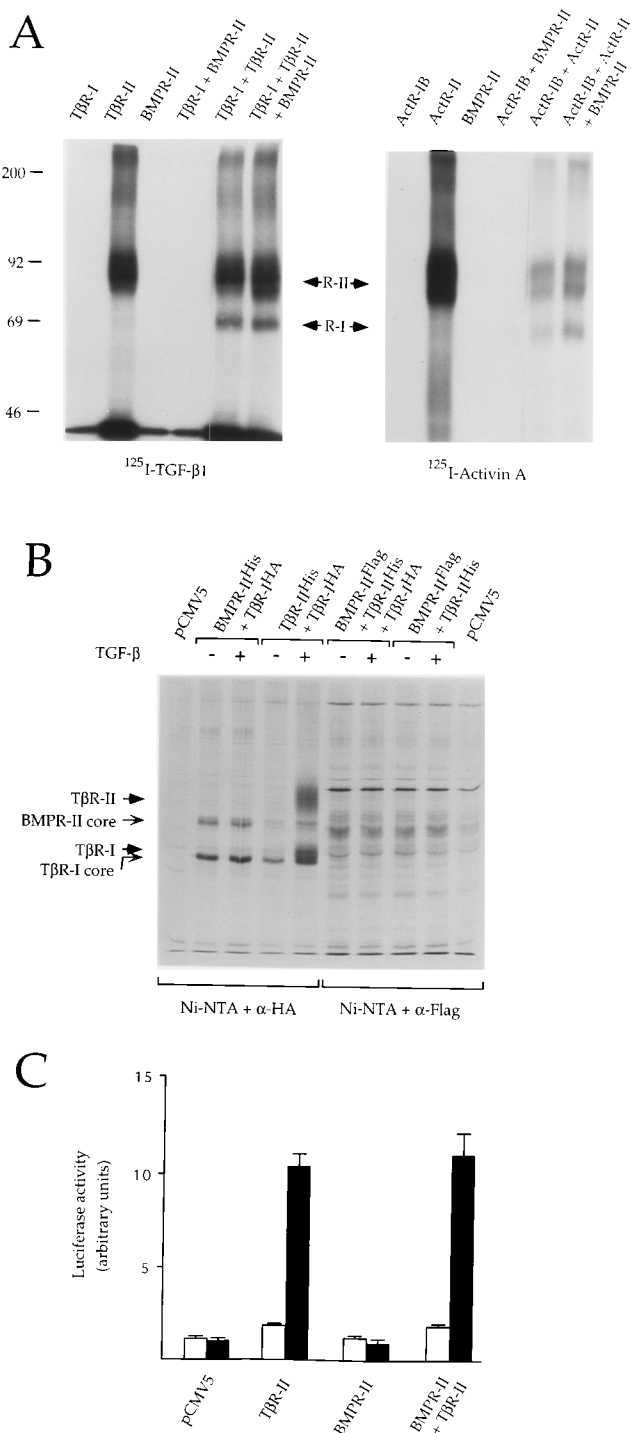 A
TβR-I
TβR-II
BMPR-II
TβR-I + BMPR-II
TβR-I + TβR-II
TβR-I + TβR-II
+ BMPR-II
ActR-IB
ActR-II
BMPR-II
ActR-IB + BMPR-II
ActR-IB + ActR-II
ActR-IB + ActR-II
+ BMPR-II
200
92
69
46
R-II
R-I
125I-TGF-β1
125I-Activin A
B
pCMV5
BMPR-IIHis
+ TβR-IHA
TβR-IIHis
+ TβR-IHA
BMPR-IIFlag
+ TβR-IIHis
+ TβR-IHA
BMPR-IIFlag
+ TβR-IIHis
pCMV5
TGF-β - + - + - + - +
TβR-II
BMPR-II core
TβR-I
TβR-I core
Ni-NTA + α-HA
Ni-NTA + α-Flag
C
Luciferase activity
(arbitrary units)
15
10
5
pCMV5
TβR-II
BMPR-II
BMPR-II
+ TβR-II